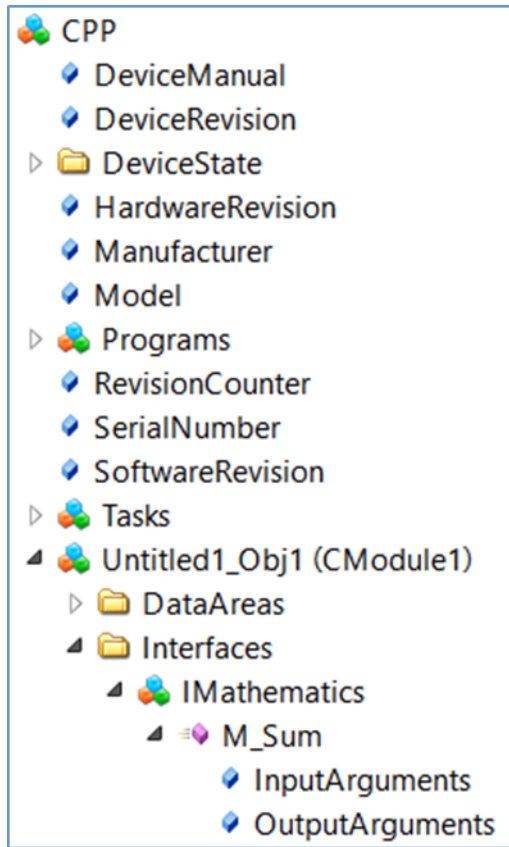 CPP
DeviceManual
DeviceRevision
DeviceState
HardwareRevision
Manufacturer
Model
Programs
RevisionCounter
SerialNumber
SoftwareRevision
Tasks
Untitled1_Obj1 (CModule1)
DataAreas
Interfaces
IMathematics
M_Sum
InputArguments
OutputArguments